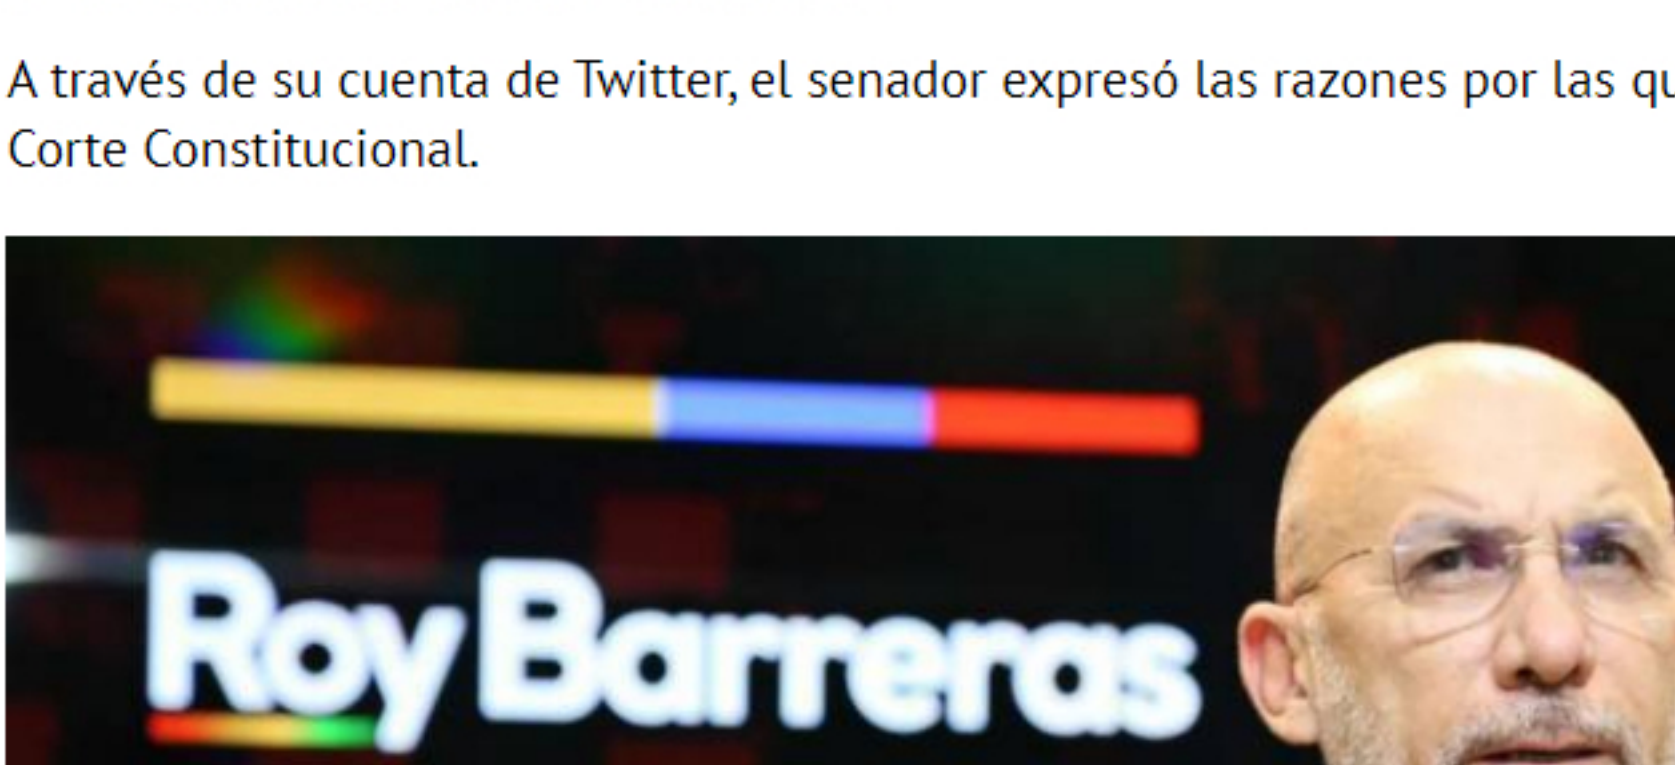 A través de su cuenta de Twitter, el senador expresó las razones por las qu
Corte Constitucional.
Roy Barreras